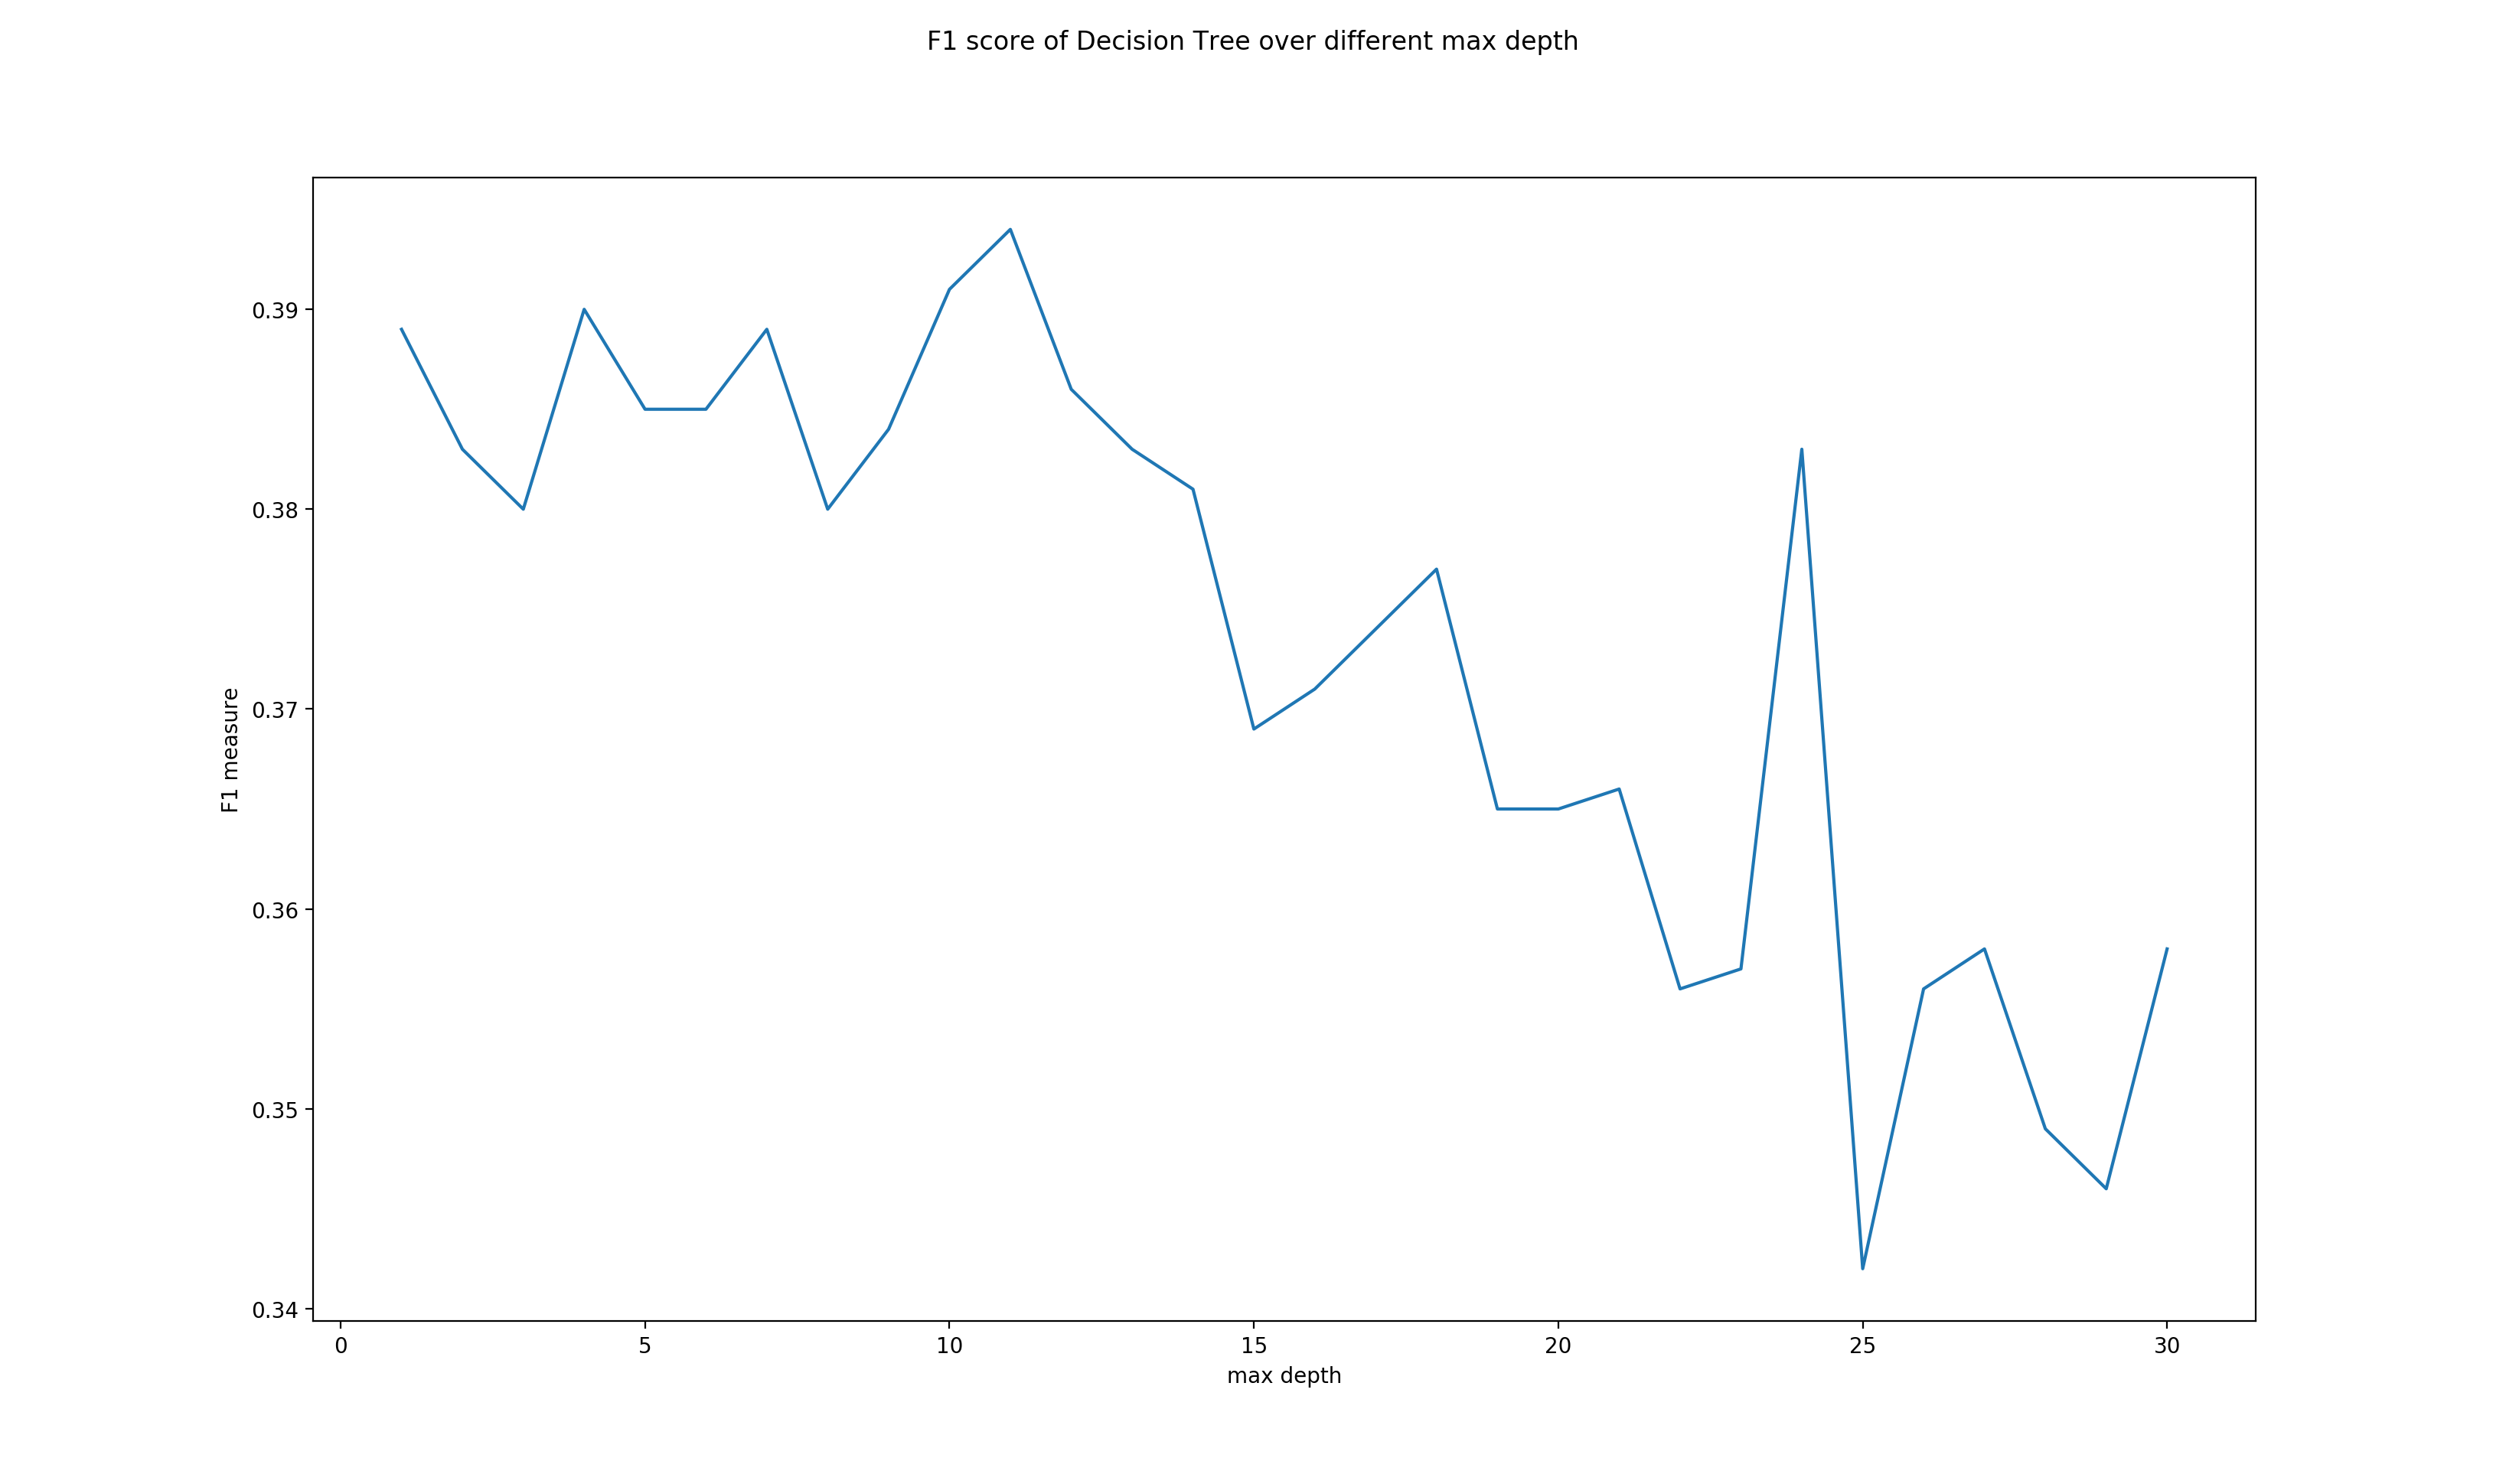 F1 score of Decision Tree over different max depth
F1 measure
0.39
0.38
0.37
0.36
0.35
0.34
0 5 10 15 20 25 30
max depth